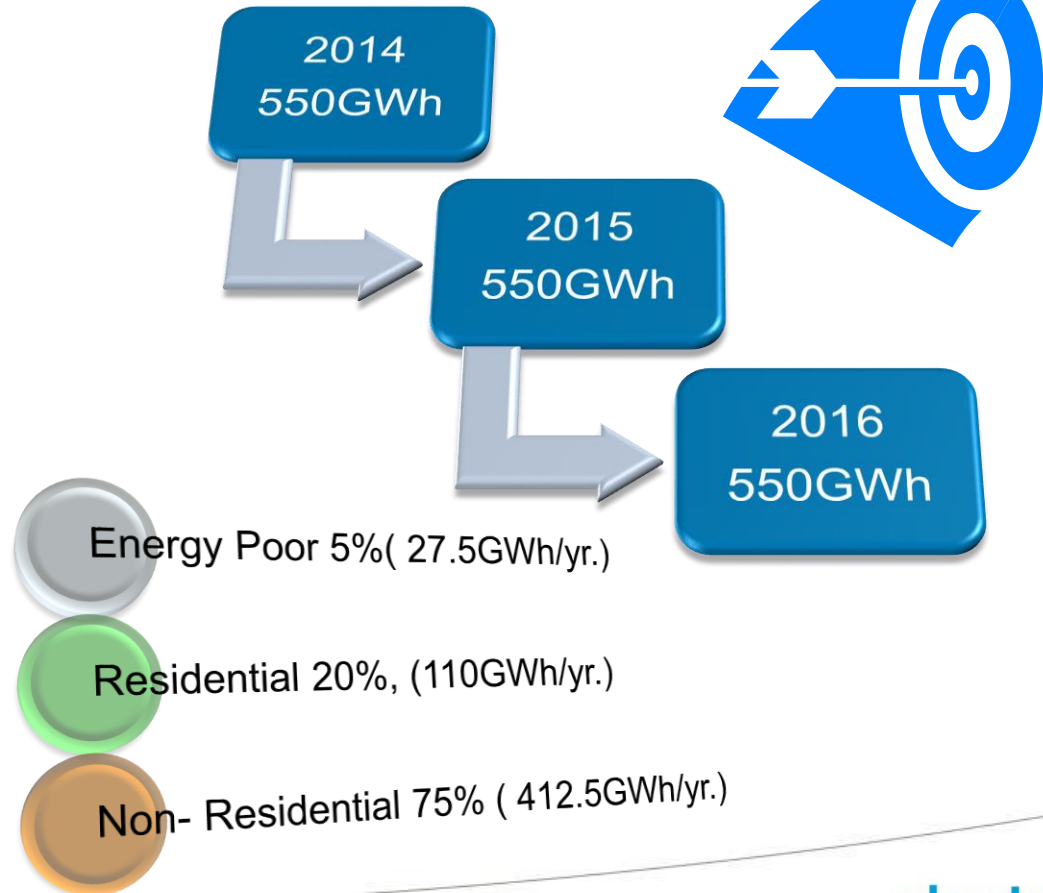 2014
550GWh
2015
550GWh
2016
550GWh
Energy Poor 5%( 27.5GWh/yr.)
Residential 20%, (110GWh/yr.)
Non- Residential 75% ( 412.5GWh/yr.)